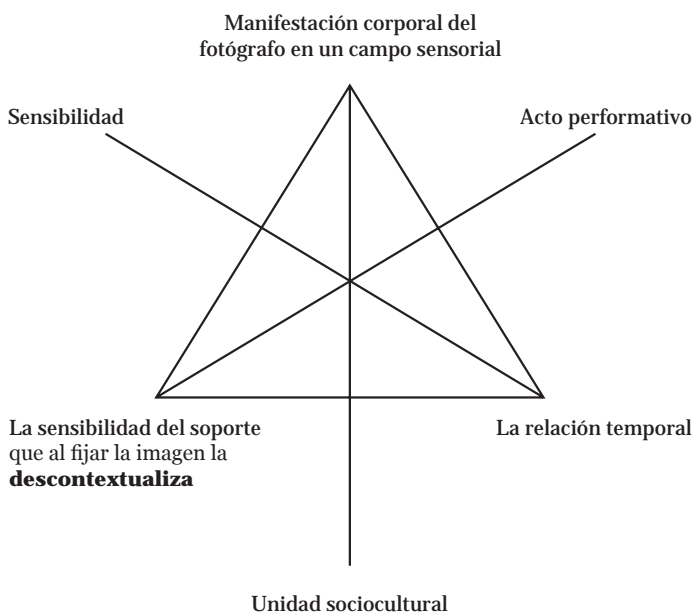 Manifestación corporal del
fotógrafo en un campo sensorial
Sensibilidad
Acto performativo
La sensibilidad del soporte
que al fijar la imagen la
descontextualiza
La relación temporal
Unidad sociocultural